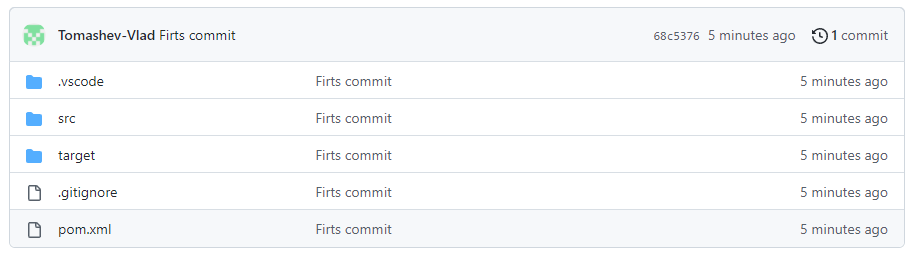 Tomashev-Vlad Firts commit 68c5376 5 minutes ago 1 commit
.vscode Firts commit 5 minutes ago
src Firts commit 5 minutes ago
target Firts commit 5 minutes ago
.gitignore Firts commit 5 minutes ago
pom.xml Firts commit 5 minutes ago